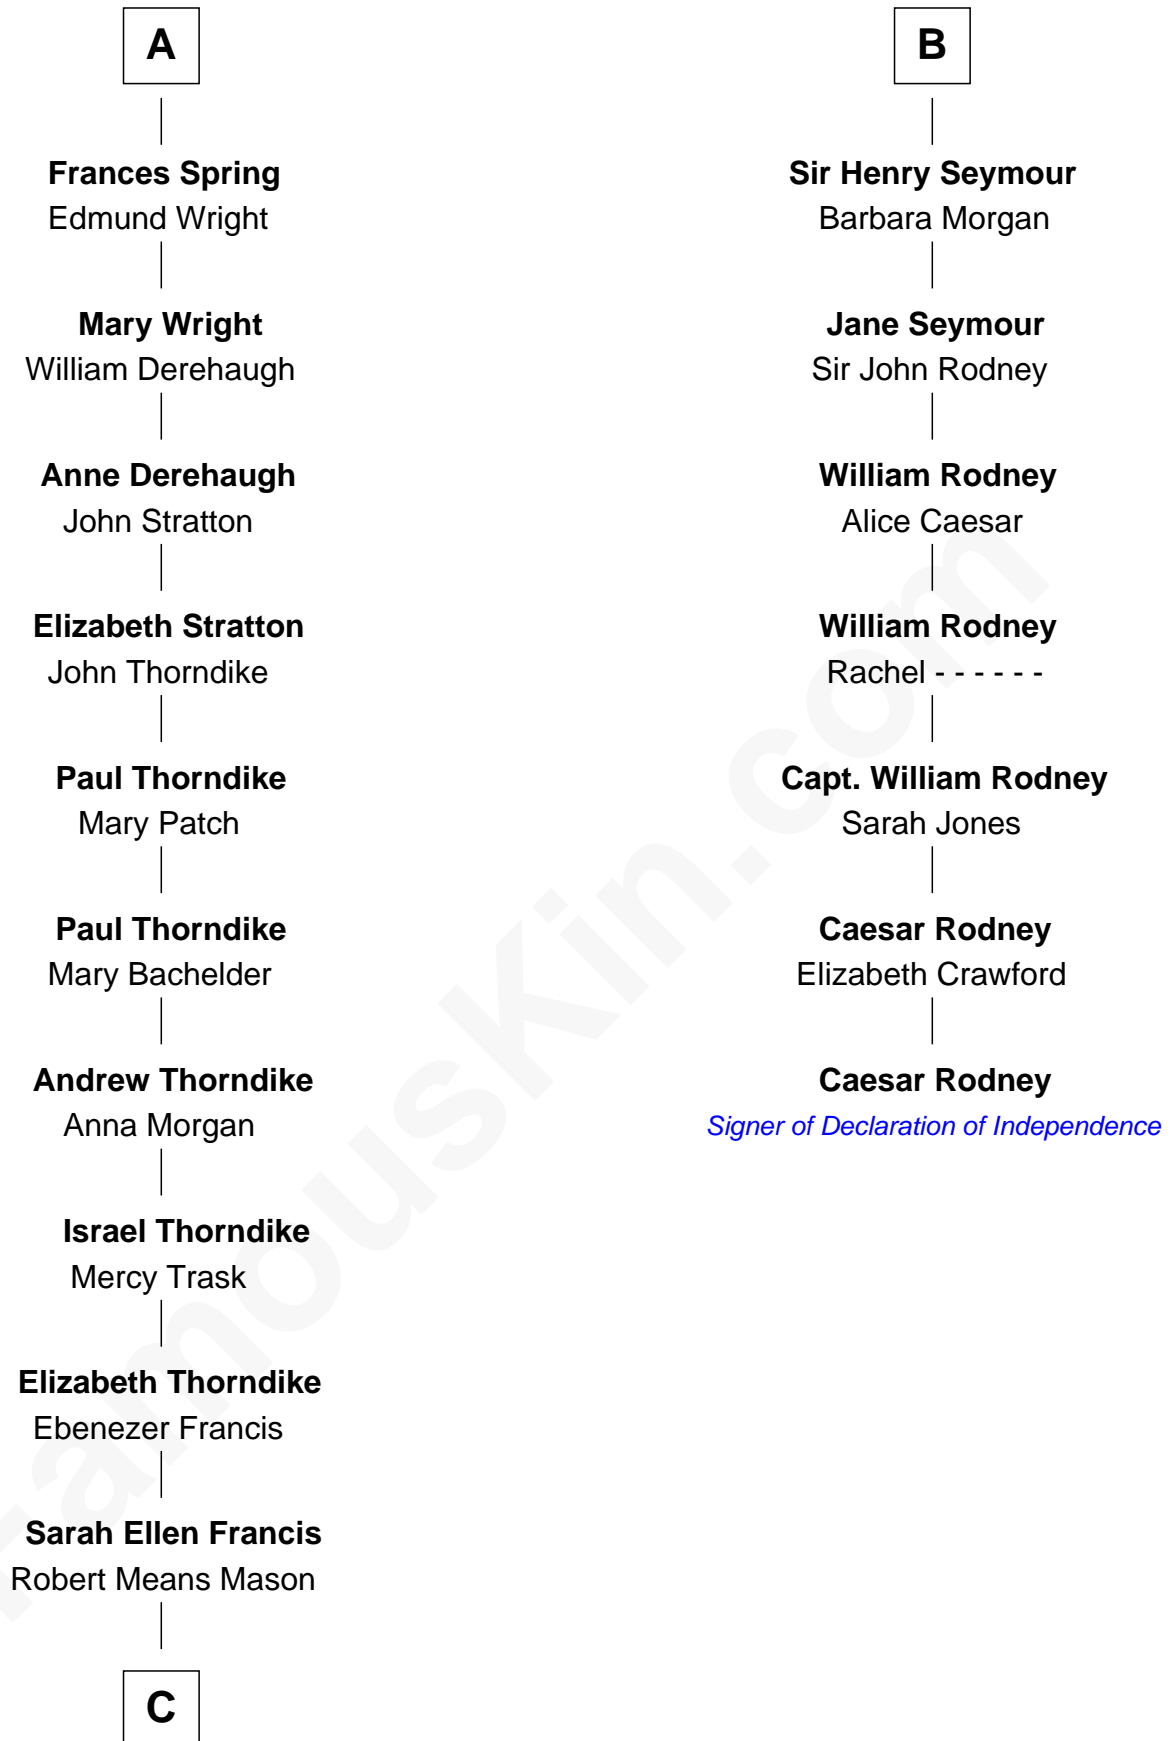 A
Frances Spring
Edmund Wright
Mary Wright
William Derehaugh
Anne Derehaugh
John Stratton
Elizabeth Stratton
John Thorndike
Paul Thorndike
Mary Patch
Paul Thorndike
Mary Bachelder
Andrew Thorndike
Anna Morgan
Israel Thorndike
Mercy Trask
Elizabeth Thorndike
Ebenezer Francis
Sarah Ellen Francis
Robert Means Mason
C
B
Sir Henry Seymour
Barbara Morgan
Jane Seymour
Sir John Rodney
William Rodney
Alice Caesar
William Rodney
Rachel - - - - - -
Capt. William Rodney
Sarah Jones
Caesar Rodney
Elizabeth Crawford
Caesar Rodney
Signer of Declaration of Independence
FamousKin.com